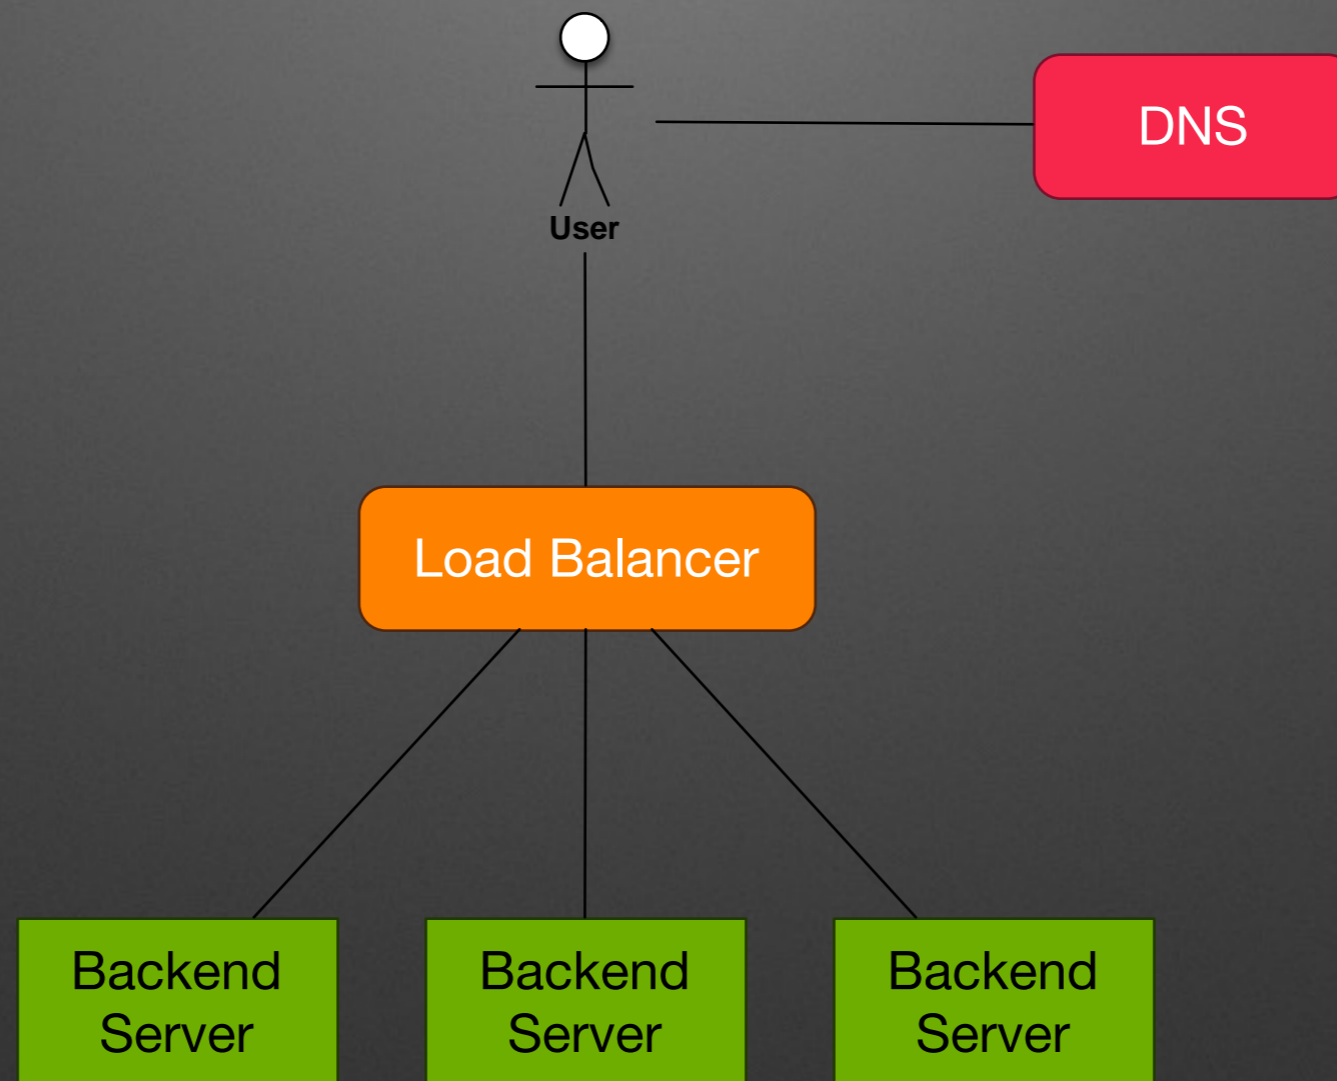 DNS
User
Load Balancer
Backend
Server
Backend
Server
Backend
Server